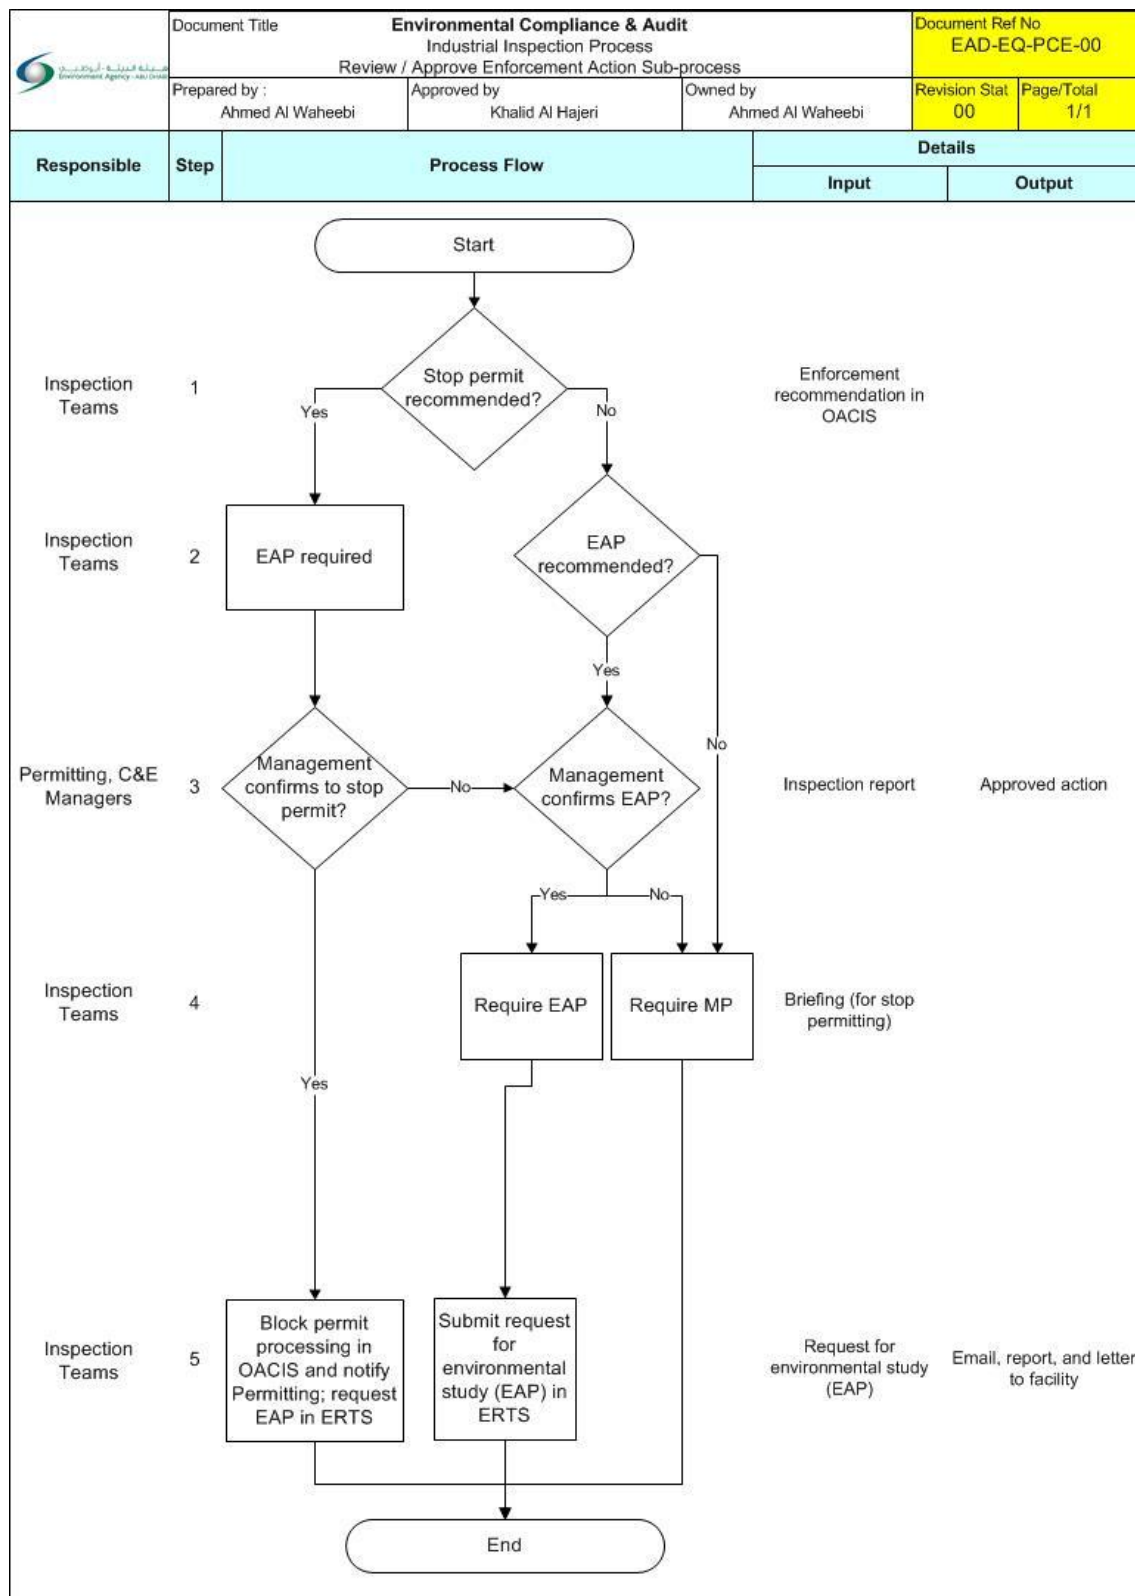 هيئة البيئة - أبوظبي
Environment Agency - ABU DHABI
Document Title
Environmental Compliance & Audit
Industrial Inspection Process
Review / Approve Enforcement Action Sub-process
Document Ref No
EAD-EQ-PCE-00
Prepared by :
Ahmed Al Waheebi
Approved by
Khalid Al Hajeri
Owned by
Ahmed Al Waheebi
Revision Stat
00
Page/Total
1/1
Responsible
Step
Process Flow
Details
Input
Output
Start
Inspection
Teams
1
Stop permit
recommended?
Yes
No
Enforcement
recommendation in
OACIS
Inspection
Teams
2
EAP required
EAP
recommended?
Yes
No
Permitting, C&E
Managers
3
Management
confirms to stop
permit?
No
Management
confirms EAP?
Inspection report
Approved action
Yes
No
Inspection
Teams
4
Require EAP
Require MP
Briefing (for stop
permitting)
Yes
Inspection
Teams
5
Block permit
processing in
OACIS and notify
Permitting; request
EAP in ERTS
Submit request
for
environmental
study (EAP) in
ERTS
Request for
environmental study
(EAP)
Email, report, and letter
to facility
End